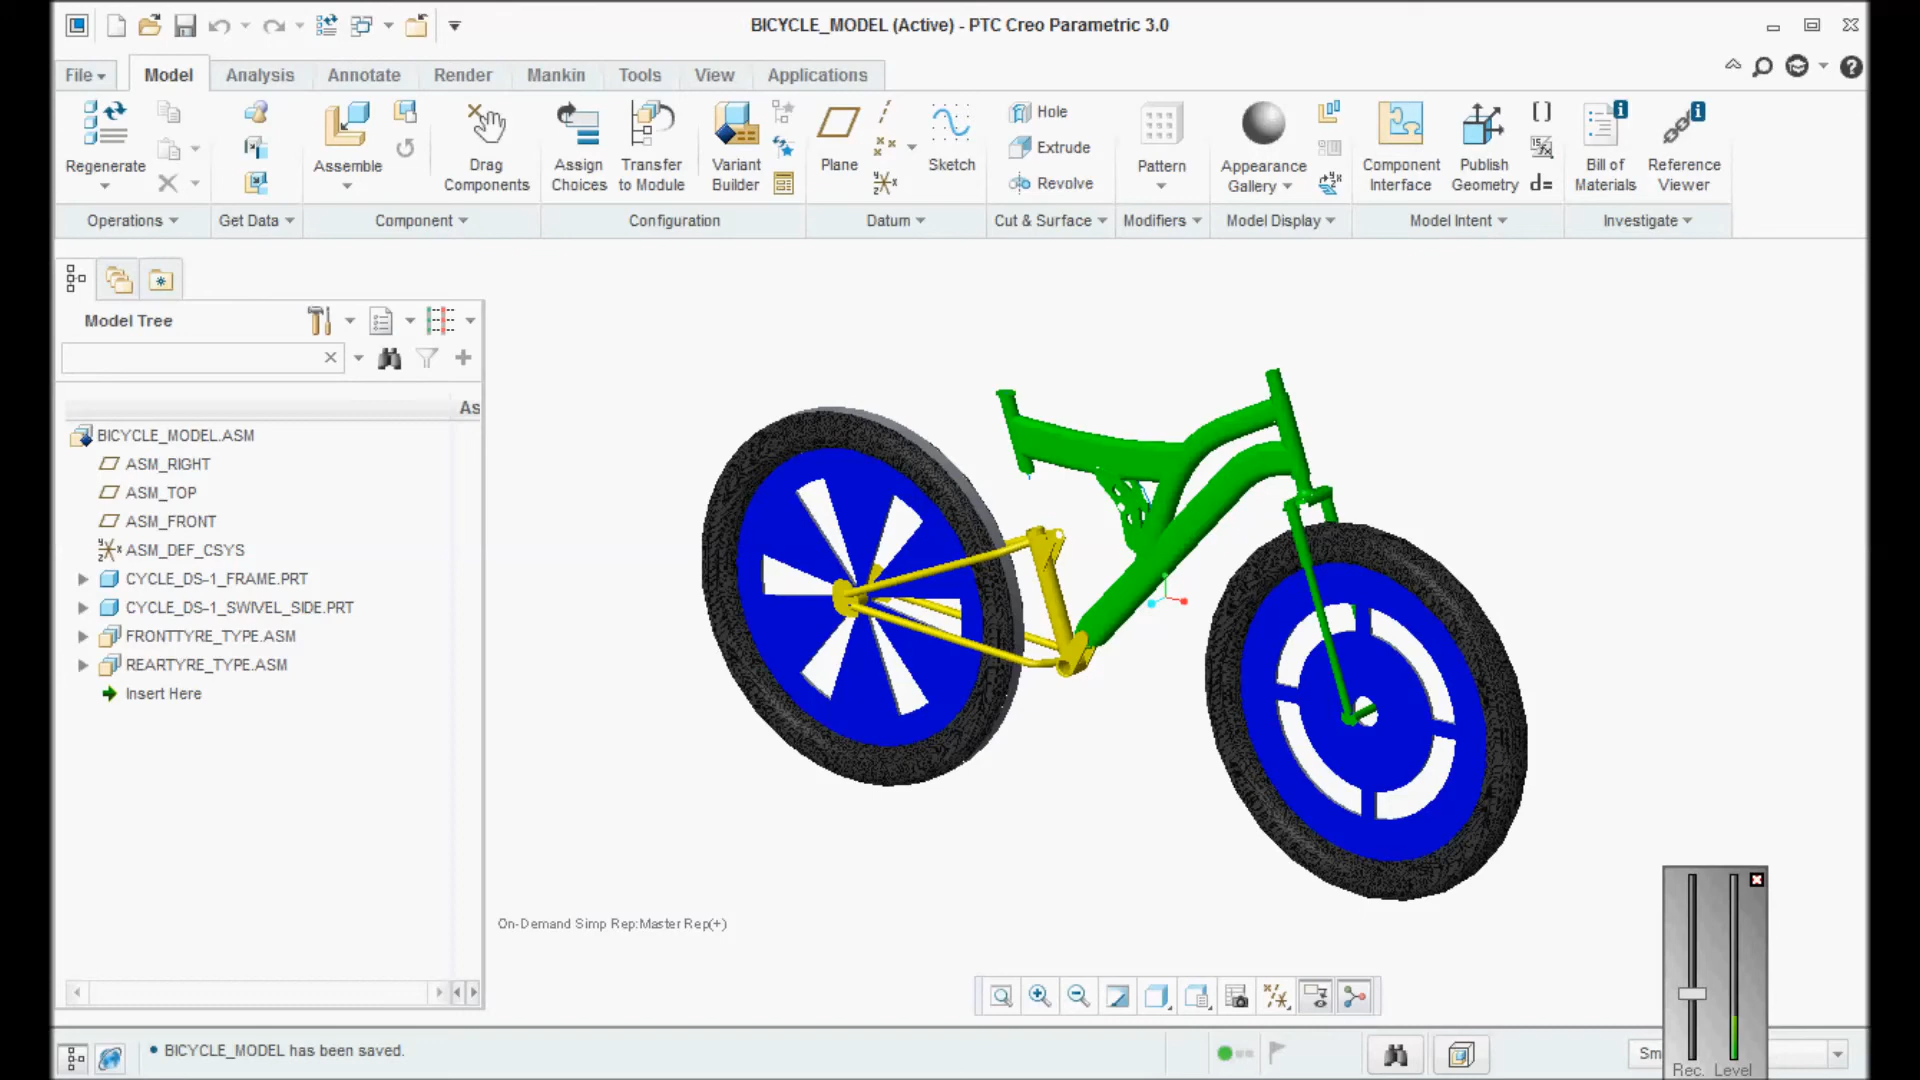 BICYCLE_MODEL (Active) - PTC Creo Parametric 3.0
File
Model
Analysis
Annotate
Render
Mankin
Tools
View
Applications
Regenerate
Assemble
Drag
Components
Assign
Choices
Transfer
to Module
Variant
Builder
Plane
Sketch
Hole
Extrude
Revolve
Pattern
Appearance
Gallery
Component
Interface
Publish
Geometry
d=
Bill of
Materials
Reference
Viewer
Operations
Get Data
Component
Configuration
Datum
Cut & Surface
Modifiers
Model Display
Model Intent
Investigate
Model Tree
As
BICYCLE_MODEL.ASM
ASM_RIGHT
ASM_TOP
ASM_FRONT
ASM_DEF_CSYS
CYCLE_DS-1_FRAME.PRT
CYCLE_DS-1_SWIVEL_SIDE.PRT
FRONTTYRE_TYPE.ASM
REARTYRE_TYPE.ASM
Insert Here
On-Demand Simp Rep:Master Rep(+)
BICYCLE_MODEL has been saved.
Sm
Rec. Level